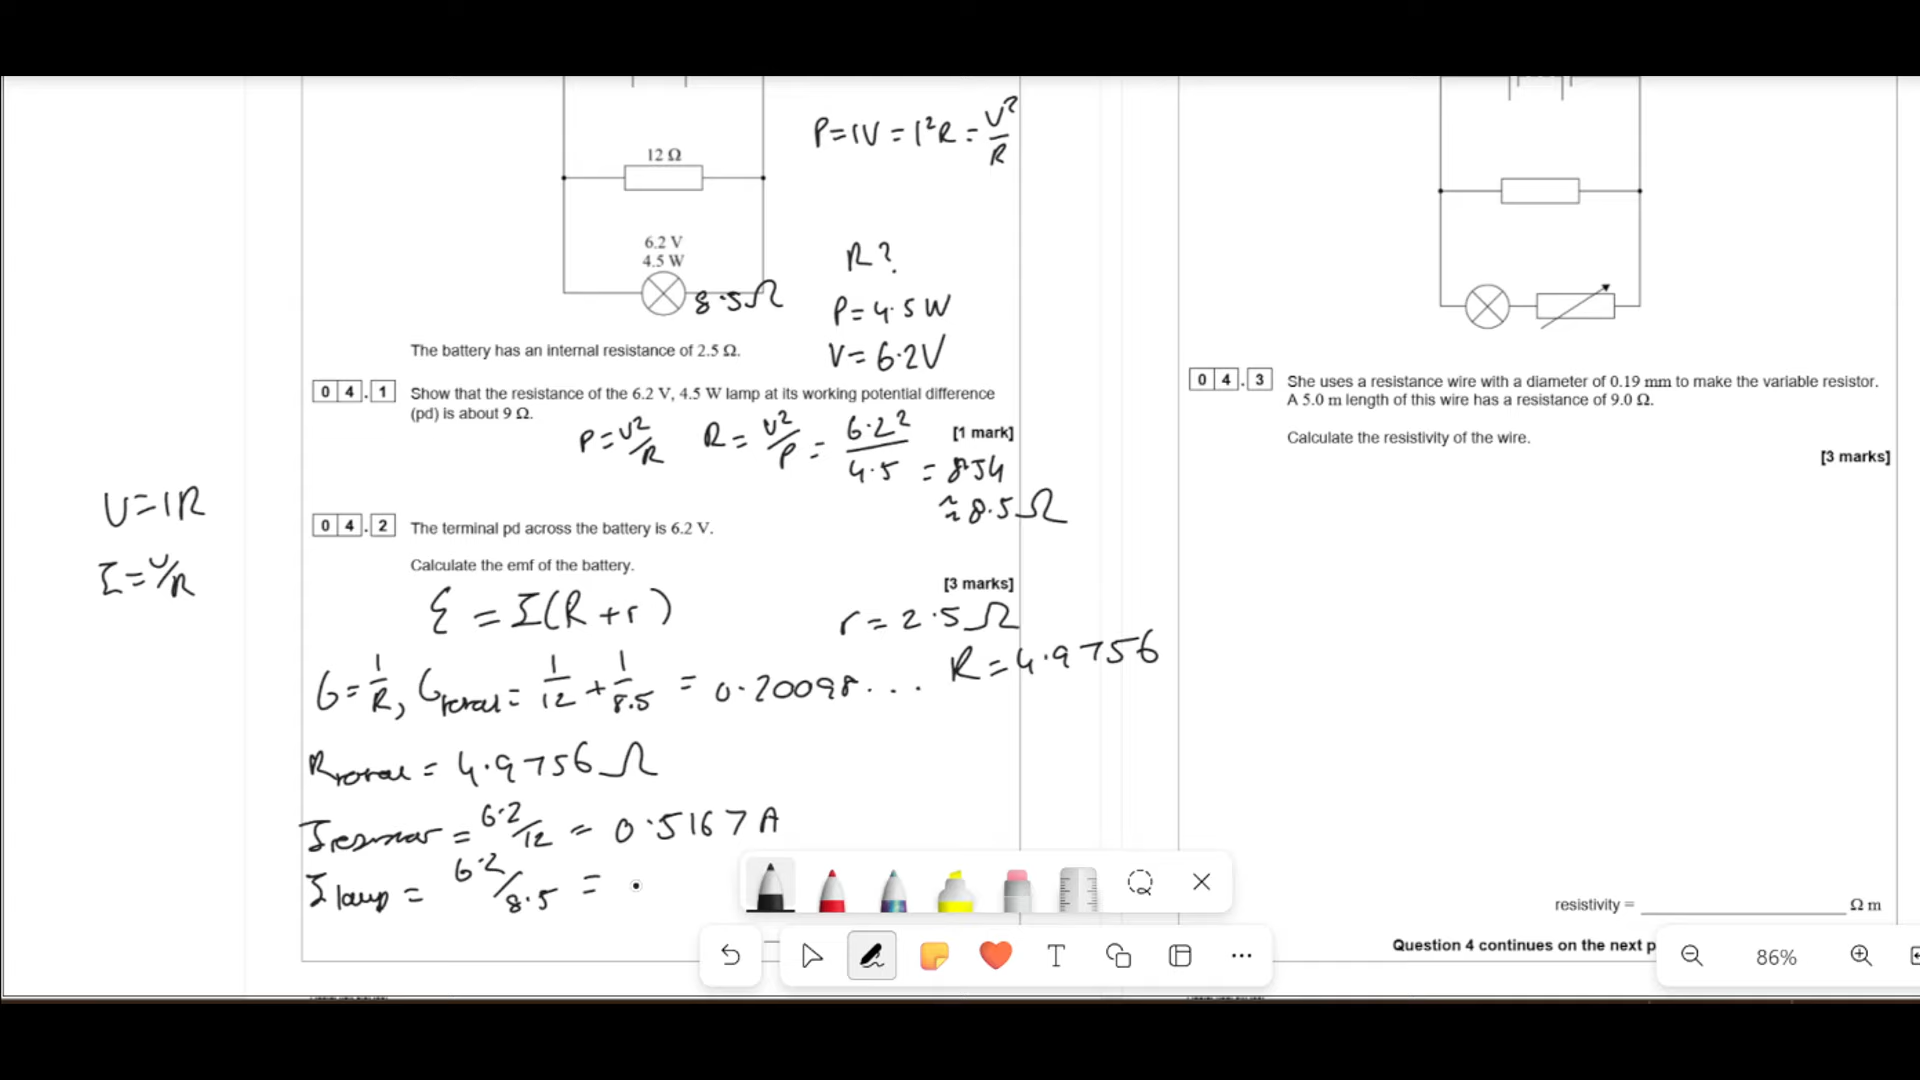 12 Ω
6.2 V
4.5 W
8.5Ω
P=IV=I²R=V²/R
R?
P=4.5W
V=6.2V
The battery has an internal resistance of 2.5 Ω.
0 4 . 1 Show that the resistance of the 6.2 V, 4.5 W lamp at its working potential difference
(pd) is about 9 Ω.
[1 mark]
P=V²/R R=V²/P=6.2²/4.5=8.54
≈8.5Ω
V=IR
I=V/R
0 4 . 2 The terminal pd across the battery is 6.2 V.
Calculate the emf of the battery.
[3 marks]
Ɛ=I(R+r)
r=2.5Ω
R=4.9756
G=1/R, Gtotal=1/12+1/8.5=0.20098...
Rtotal=4.9756Ω
Iresistor=6.2/12=0.5167A
Ilamp=6.2/8.5=
0 4 . 3 She uses a resistance wire with a diameter of 0.19 mm to make the variable resistor.
A 5.0 m length of this wire has a resistance of 9.0 Ω.
Calculate the resistivity of the wire.
[3 marks]
resistivity = Ω m
Question 4 continues on the next p
T
86%